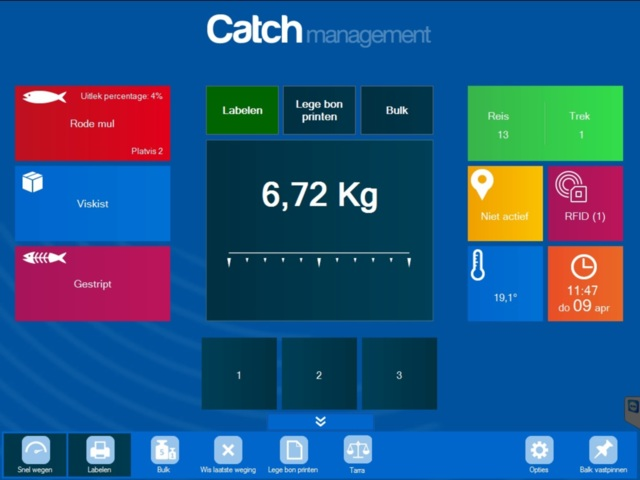 Catch management
Uitlek percentage: 4%
Rode mul
Platvis 2
Viskist
Gestript
Labelen
Lege bon
printen
Bulk
6,72 Kg
Reis
Trek
13
1
Niet actief
RFID (1)
19,1°
11:47
do 09 apr
1
2
3
Snel wegen
Labelen
Bulk
Wis laatste weging
Lege bon printen
Tarra
Opties
Balk vastpinnen